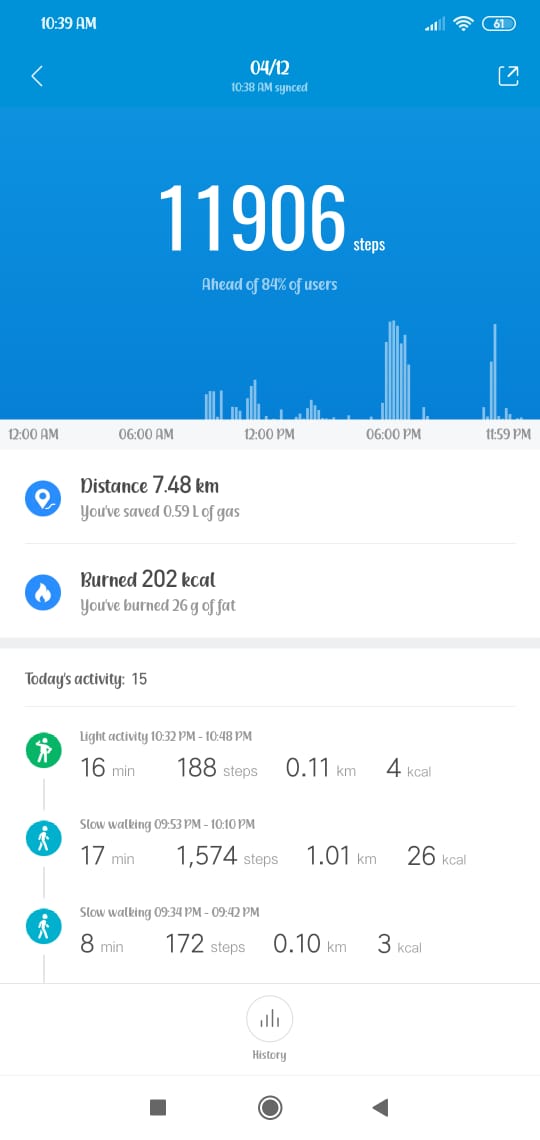 10:39 AM
61
04/12
10:38 AM synced
11906 steps
Ahead of 84% of users
12:00 AM 06:00 AM 12:00 PM 06:00 PM 11:59 PM
Distance 7.48 km
You've saved 0.59 L of gas
Burned 202 kcal
You've burned 26 g of fat
Today's activity: 15
Light activity 10:32 PM - 10:48 PM
16 min 188 steps 0.11 km 4 kcal
Slow walking 09:53 PM - 10:10 PM
17 min 1,574 steps 1.01 km 26 kcal
Slow walking 09:34 PM - 09:42 PM
8 min 172 steps 0.10 km 3 kcal
History